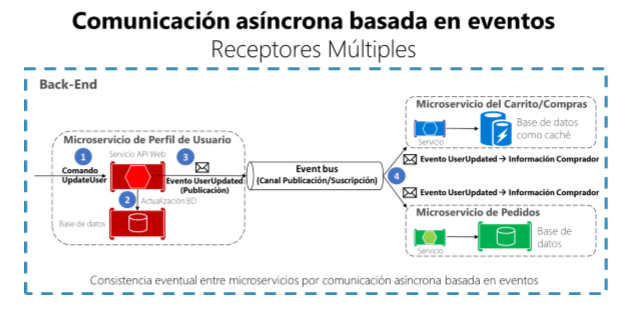 Comunicación asíncrona basada en eventos
Receptores Múltiples
Back-End
Microservicio de Perfil de Usuario
Servicio API Web
1
3
Comando
UpdateUser
Evento UserUpdated
(Publicación)
2
Actualización BD
Base de datos
Event bus
(Canal Publicación/Suscripción)
4
Microservicio del Carrito/Compras
Servicio
Base de datos
como caché
Evento UserUpdated → Información Comprador
Evento UserUpdated → Información Comprador
Microservicio de Pedidos
Servicio
Base de
datos
Consistencia eventual entre microservicios por comunicación asíncrona basada en eventos